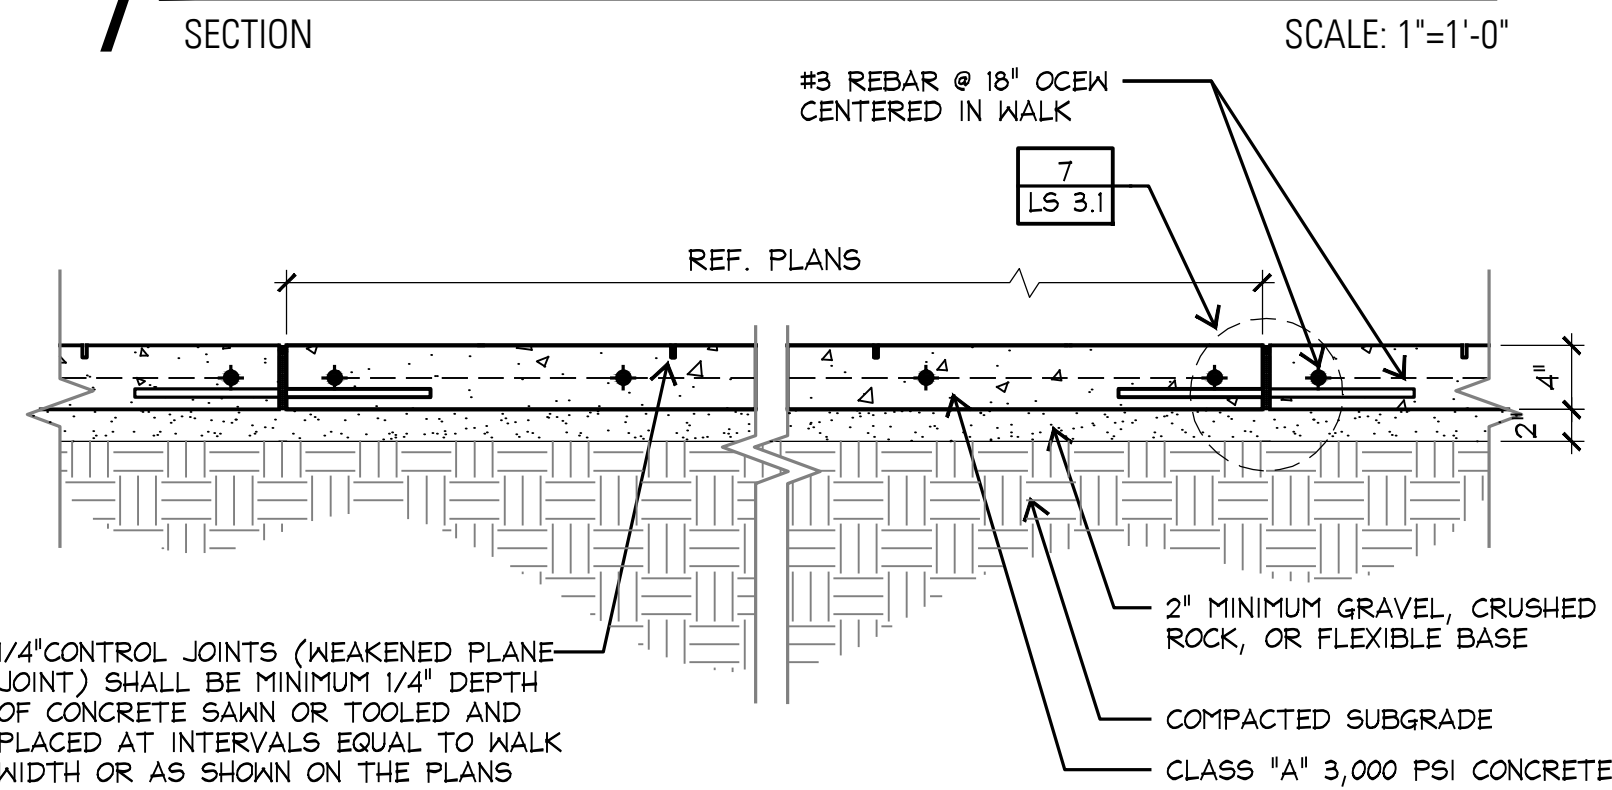 7
SECTION
SCALE: 1"=1'-0"
#3 REBAR @ 18" OCEW
CENTERED IN WALK
7
LS 3.1
REF. PLANS
4"
2"
2" MINIMUM GRAVEL, CRUSHED
ROCK, OR FLEXIBLE BASE
1/4"CONTROL JOINTS (WEAKENED PLANE
JOINT) SHALL BE MINIMUM 1/4" DEPTH
OF CONCRETE SAWN OR TOOLED AND
PLACED AT INTERVALS EQUAL TO WALK
WIDTH OR AS SHOWN ON THE PLANS
COMPACTED SUBGRADE
CLASS "A" 3,000 PSI CONCRETE